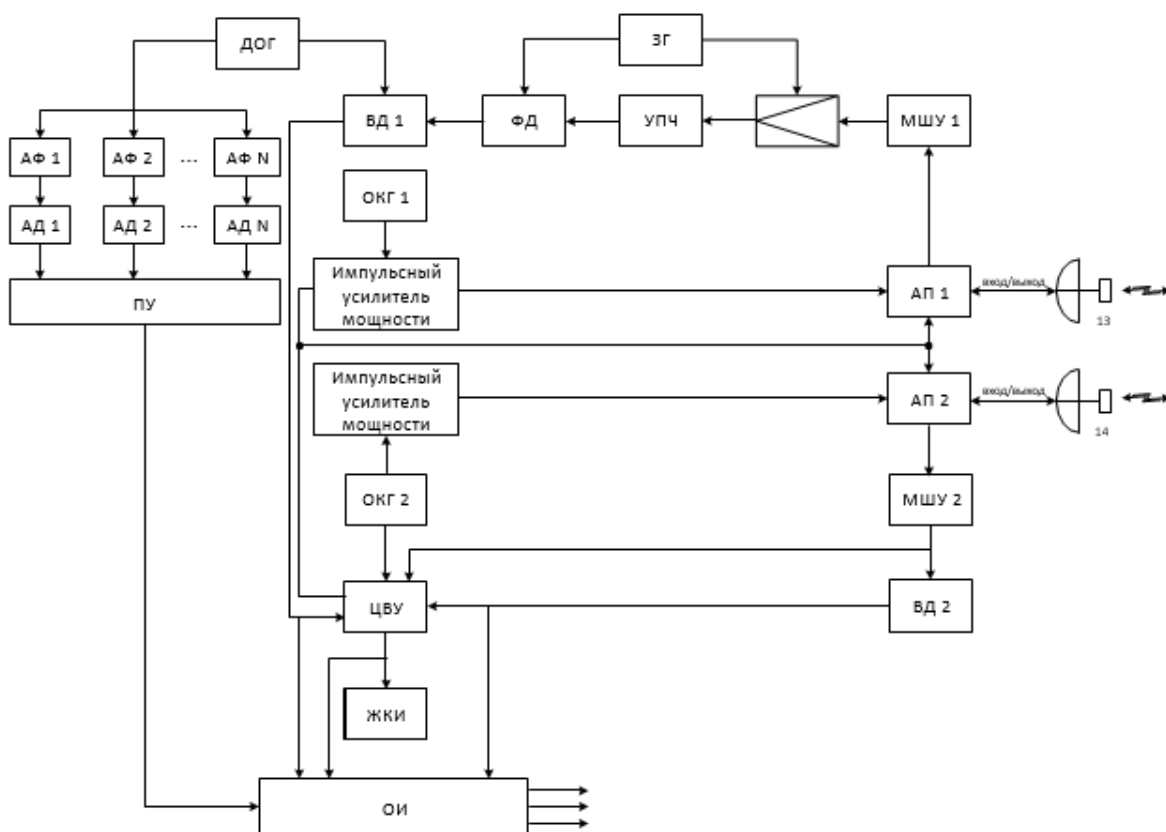 ДОГ
ЗГ
ВД 1
ФД
УПЧ
МШУ 1
АФ 1
АФ 2
...
АФ N
ОКГ 1
АД 1
АД 2
...
АД N
Импульсный
усилитель
мощности
АП 1
вход/выход
13
ПУ
Импульсный
усилитель
мощности
АП 2
вход/выход
14
ОКГ 2
МШУ 2
ЦВУ
ВД 2
ЖКИ
ОИ